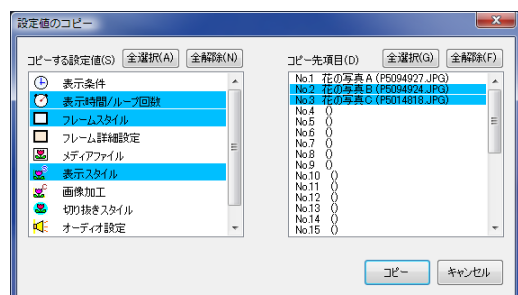 設定値のコピー
コピーする設定値(S) 全選択(A) 全解除(N)
表示条件
表示時間/ループ回数
フレームスタイル
フレーム詳細設定
メディアファイル
表示スタイル
画像加工
切り抜きスタイル
オーディオ設定
コピー先項目(D) 全選択(G) 全解除(F)
No.1 花の写真A (P5094927.JPG)
No.2 花の写真B (P5094924.JPG)
No.3 花の写真C (P5014818.JPG)
No.4 ()
No.5 ()
No.6 ()
No.7 ()
No.8 ()
No.9 ()
No.10 ()
No.11 ()
No.12 ()
No.13 ()
No.14 ()
No.15 ()
コピー キャンセル